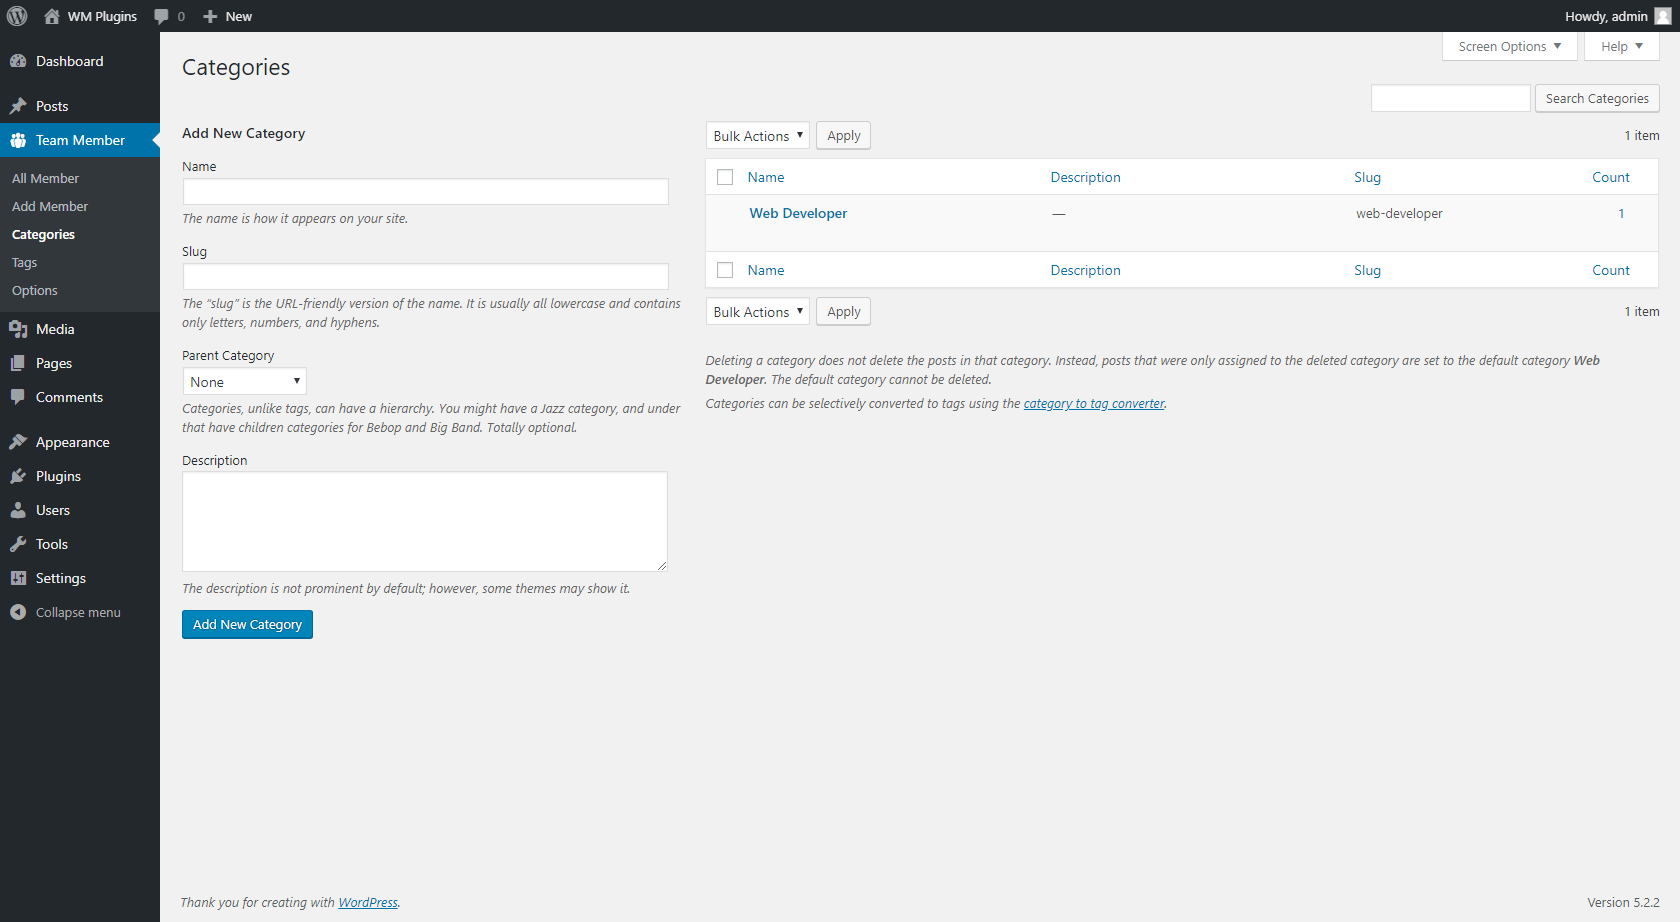 WM Plugins 0 New Howdy, admin
Dashboard
Posts
Team Member
All Member
Add Member
Categories
Tags
Options
Media
Pages
Comments
Appearance
Plugins
Users
Tools
Settings
Collapse menu
Screen Options Help
Categories
Search Categories
Add New Category
Name
The name is how it appears on your site.
Slug
The “slug” is the URL-friendly version of the name. It is usually all lowercase and contains
only letters, numbers, and hyphens.
Parent Category
None
Categories, unlike tags, can have a hierarchy. You might have a Jazz category, and under
that have children categories for Bebop and Big Band. Totally optional.
Description
The description is not prominent by default; however, some themes may show it.
Add New Category
Bulk Actions Apply 1 item
Name Description Slug Count
Web Developer — web-developer 1
Name Description Slug Count
Bulk Actions Apply 1 item
Deleting a category does not delete the posts in that category. Instead, posts that were only assigned to the deleted category are set to the default category Web
Developer. The default category cannot be deleted.
Categories can be selectively converted to tags using the category to tag converter.
Thank you for creating with WordPress. Version 5.2.2